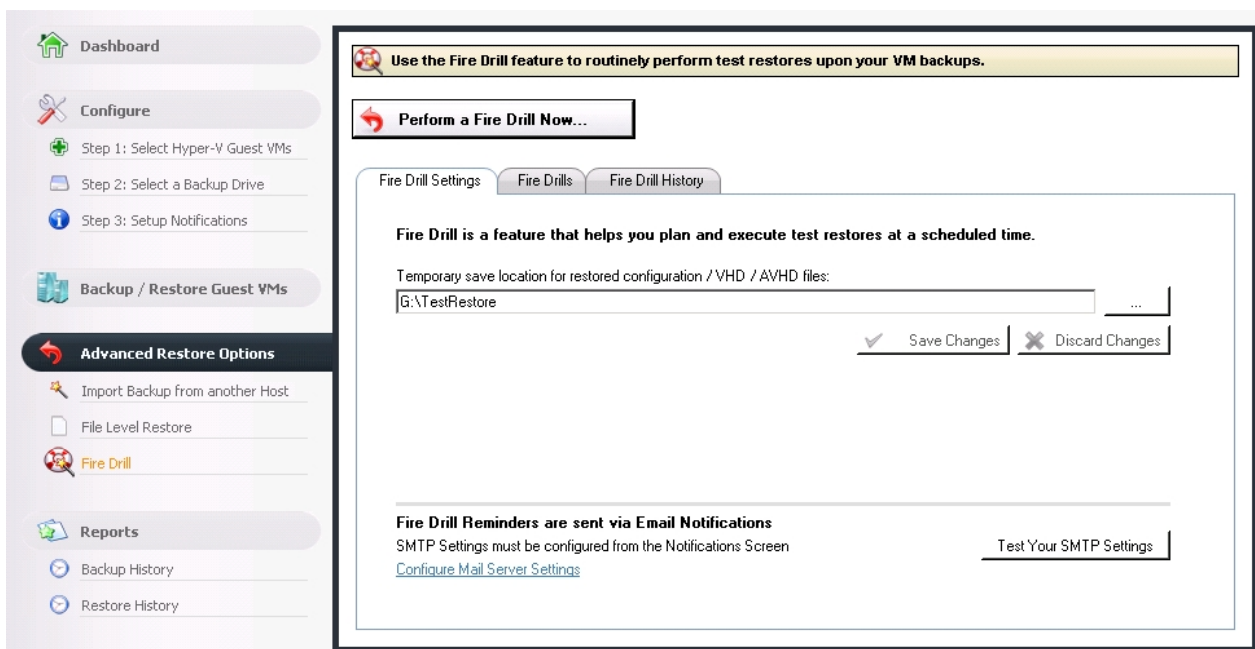 Dashboard
Configure
Step 1: Select Hyper-V Guest VMs
Step 2: Select a Backup Drive
Step 3: Setup Notifications
Backup / Restore Guest VMs
Advanced Restore Options
Import Backup from another Host
File Level Restore
Fire Drill
Reports
Backup History
Restore History
Use the Fire Drill feature to routinely perform test restores upon your VM backups.
Perform a Fire Drill Now...
Fire Drill Settings
Fire Drills
Fire Drill History
Fire Drill is a feature that helps you plan and execute test restores at a scheduled time.
Temporary save location for restored configuration / VHD / AVHD files:
G:\TestRestore
...
Save Changes
Discard Changes
Fire Drill Reminders are sent via Email Notifications
SMTP Settings must be configured from the Notifications Screen
Test Your SMTP Settings
Configure Mail Server Settings